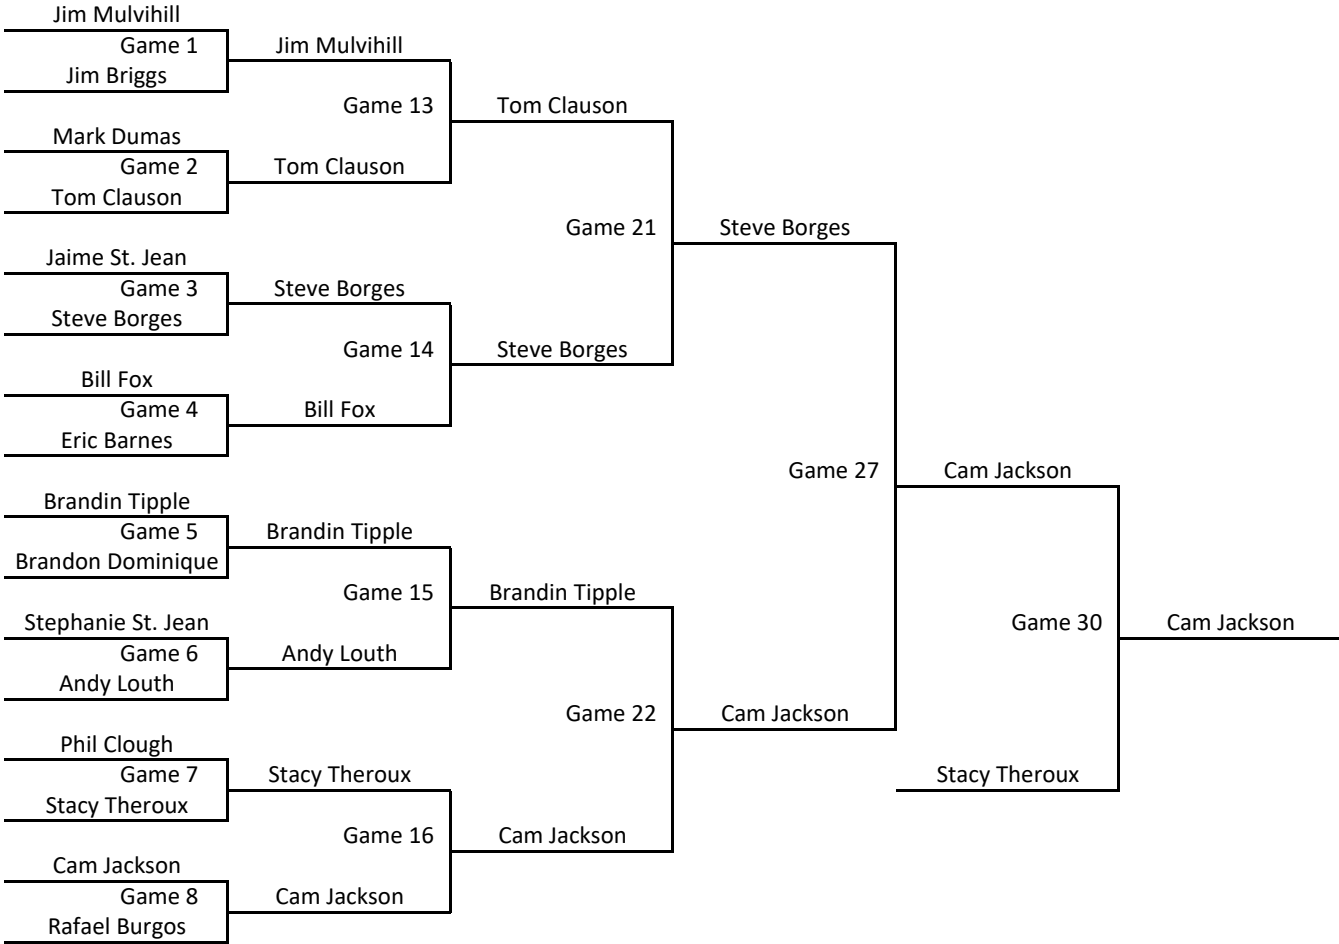 Jim Mulvihill
Game 1
Jim Mulvihill
Jim Briggs
Game 13
Tom Clauson
Mark Dumas
Game 2
Tom Clauson
Tom Clauson
Game 21
Steve Borges
Jaime St. Jean
Game 3
Steve Borges
Steve Borges
Game 14
Steve Borges
Bill Fox
Game 4
Bill Fox
Eric Barnes
Game 27
Cam Jackson
Brandin Tipple
Game 5
Brandin Tipple
Brandon Dominique
Game 15
Brandin Tipple
Stephanie St. Jean
Game 30
Cam Jackson
Game 6
Andy Louth
Andy Louth
Game 22
Cam Jackson
Phil Clough
Game 7
Stacy Theroux
Stacy Theroux
Stacy Theroux
Game 16
Cam Jackson
Cam Jackson
Game 8
Cam Jackson
Rafael Burgos